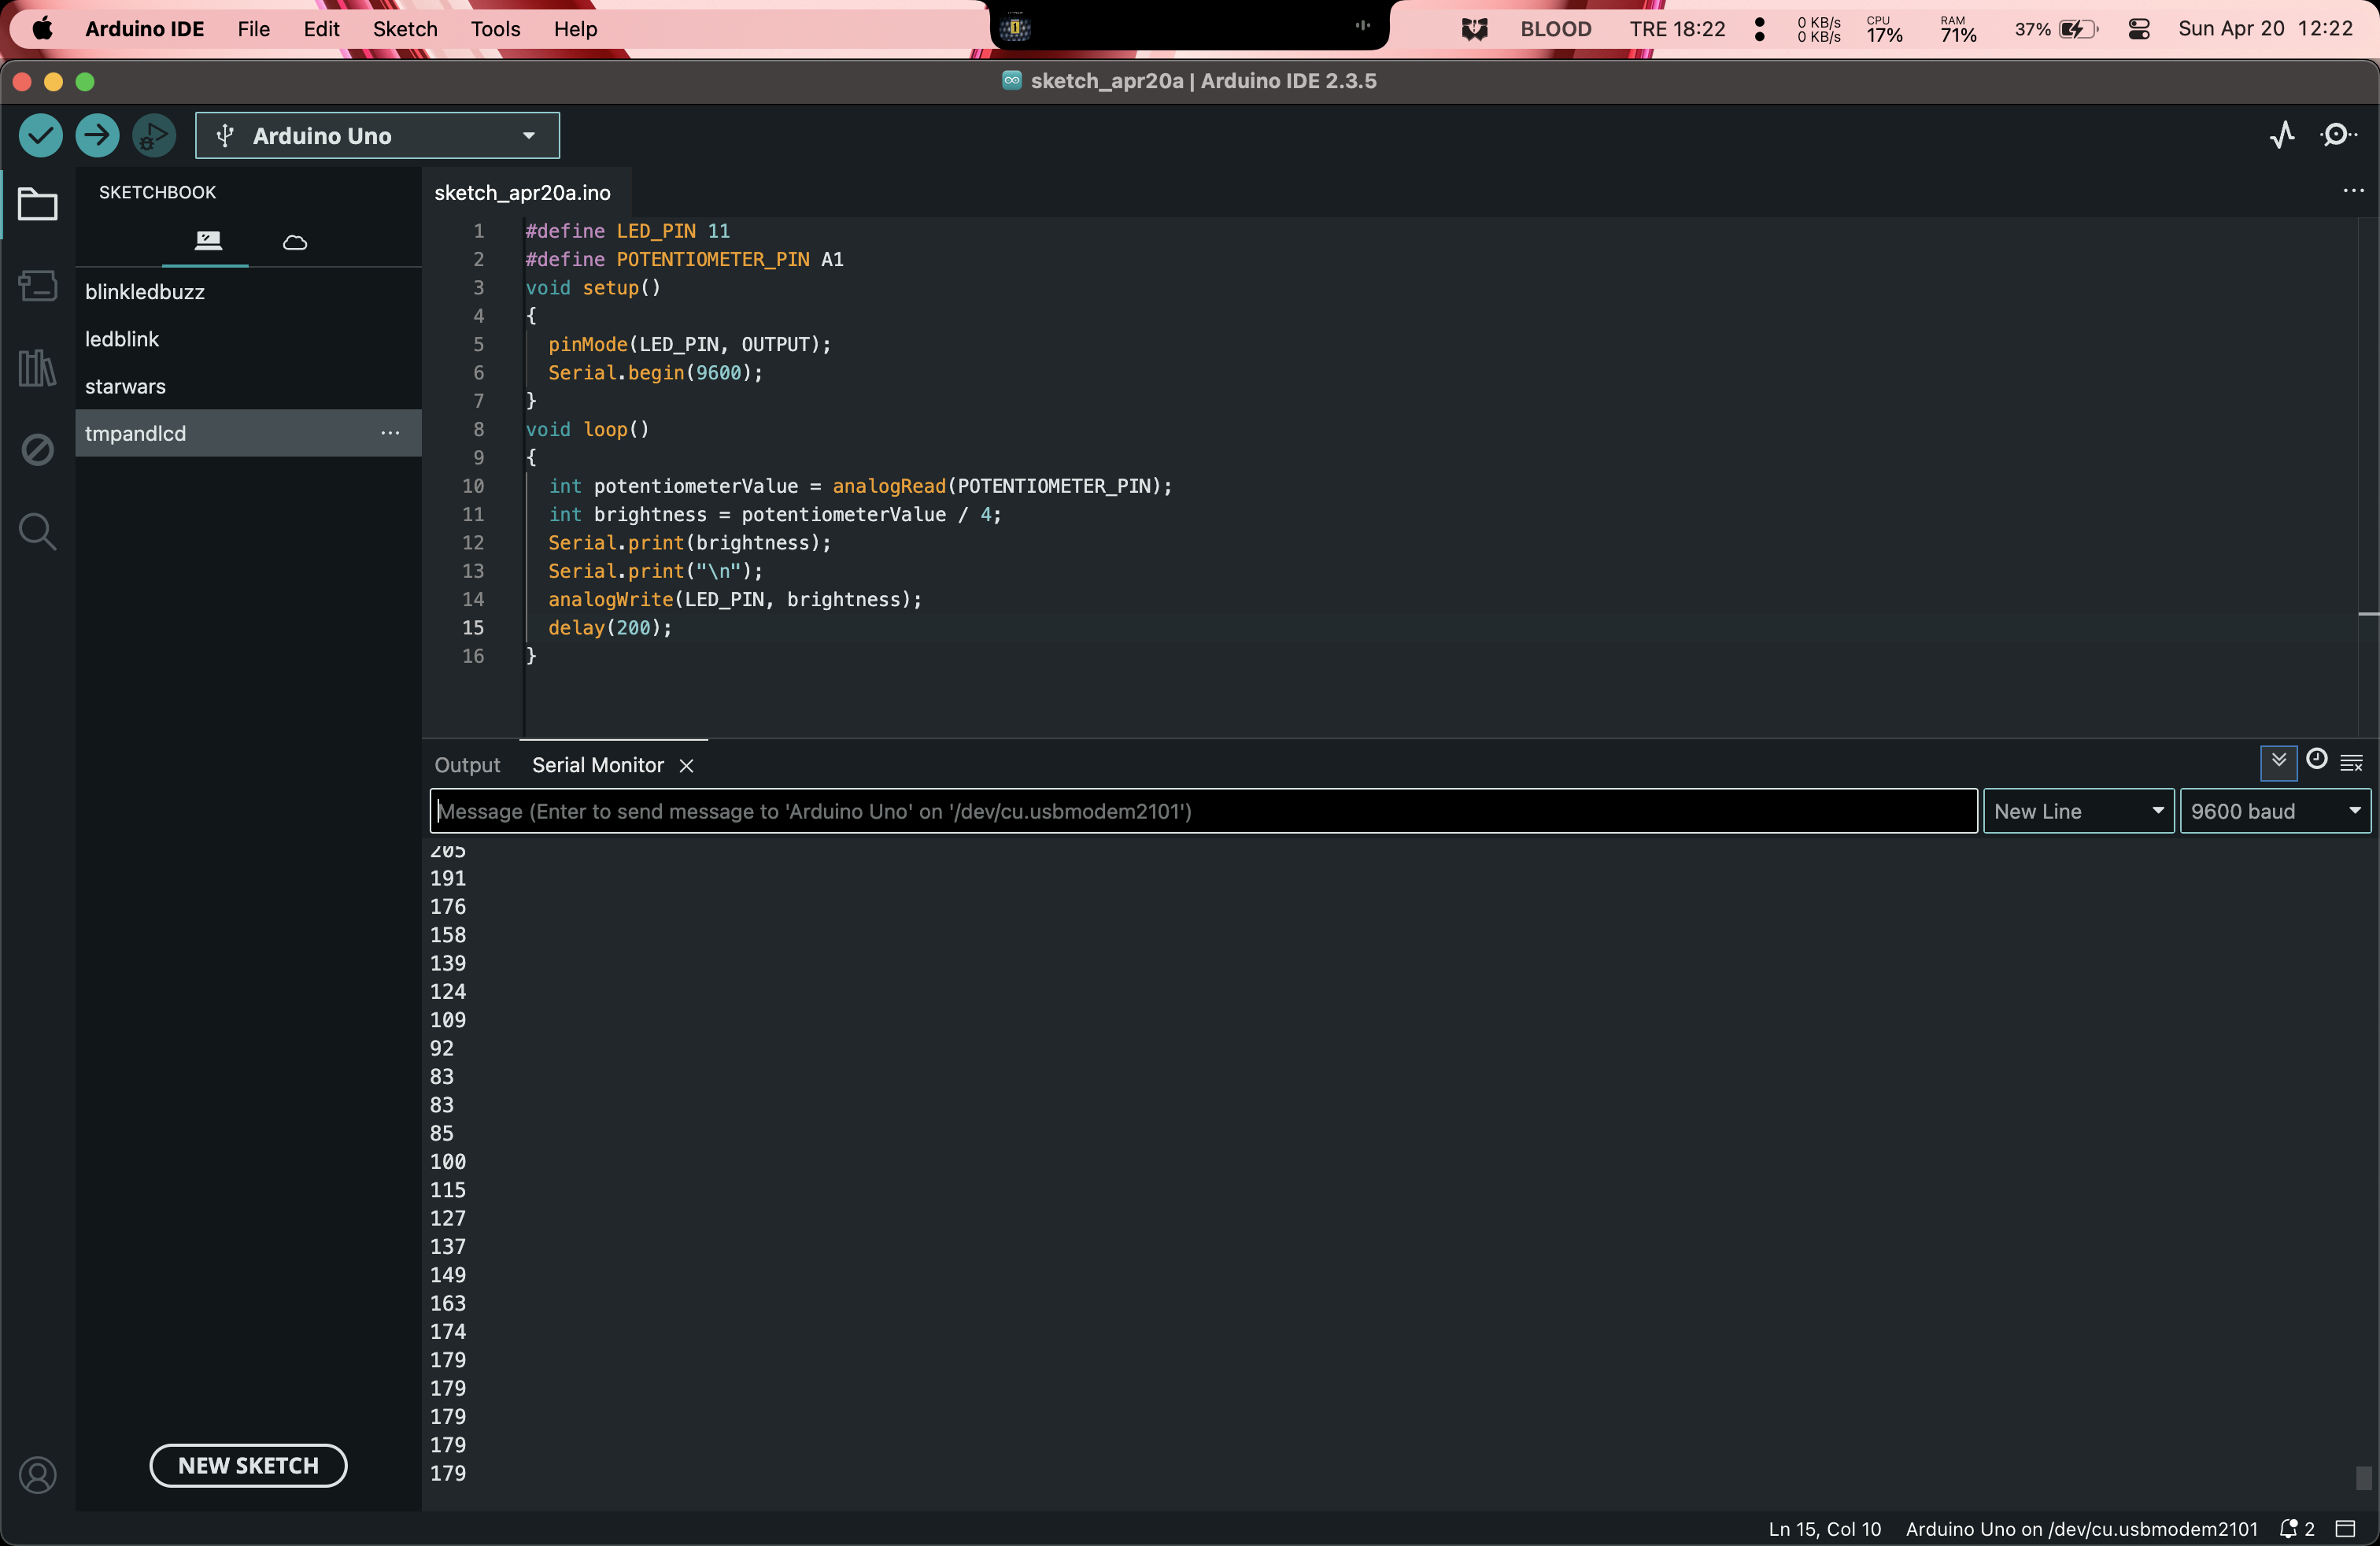 Arduino IDE File Edit Sketch Tools Help BLOOD TRE 18:22 0 KB/s 0 KB/s CPU 17% RAM 71% 37% Sun Apr 20 12:22
sketch_apr20a | Arduino IDE 2.3.5
Arduino Uno
SKETCHBOOK
blinkledbuzz
ledblink
starwars
tmpandlcd
NEW SKETCH
sketch_apr20a.ino
1 #define LED_PIN 11
2 #define POTENTIOMETER_PIN A1
3 void setup()
4 {
5 pinMode(LED_PIN, OUTPUT);
6 Serial.begin(9600);
7 }
8 void loop()
9 {
10 int potentiometerValue = analogRead(POTENTIOMETER_PIN);
11 int brightness = potentiometerValue / 4;
12 Serial.print(brightness);
13 Serial.print("\n");
14 analogWrite(LED_PIN, brightness);
15 delay(200);
16 }
Output Serial Monitor
Message (Enter to send message to 'Arduino Uno' on '/dev/cu.usbmodem2101')
New Line 9600 baud
205
191
176
158
139
124
109
92
83
83
85
100
115
127
137
149
163
174
179
179
179
179
179
Ln 15, Col 10 Arduino Uno on /dev/cu.usbmodem2101 2